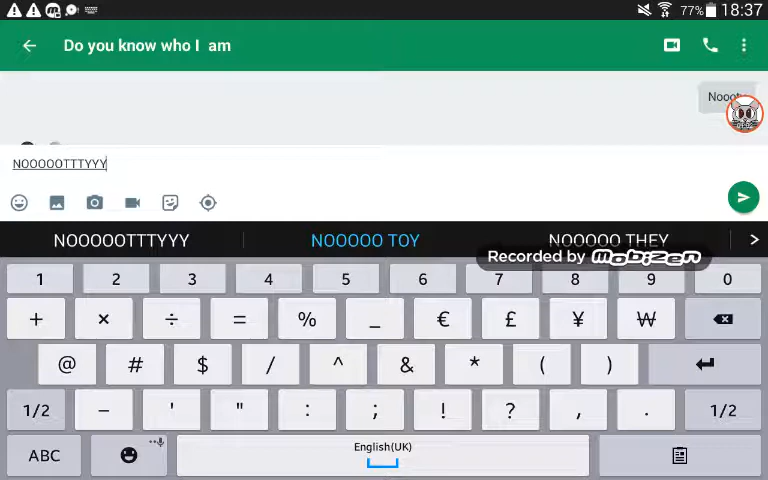 77% 18:37
Do you know who I am
NOOOOOTTTYYY
NOOOOOTTTYYY NOOOOO TOY NOOOOO THEY
Recorded by mobizen
1 2 3 4 5 6 7 8 9 0
+ × ÷ = % _ € £ ¥ ₩
@ # $ / ^ & * ( )
1/2 – ' " : ; ! ? , . 1/2
ABC English(UK)